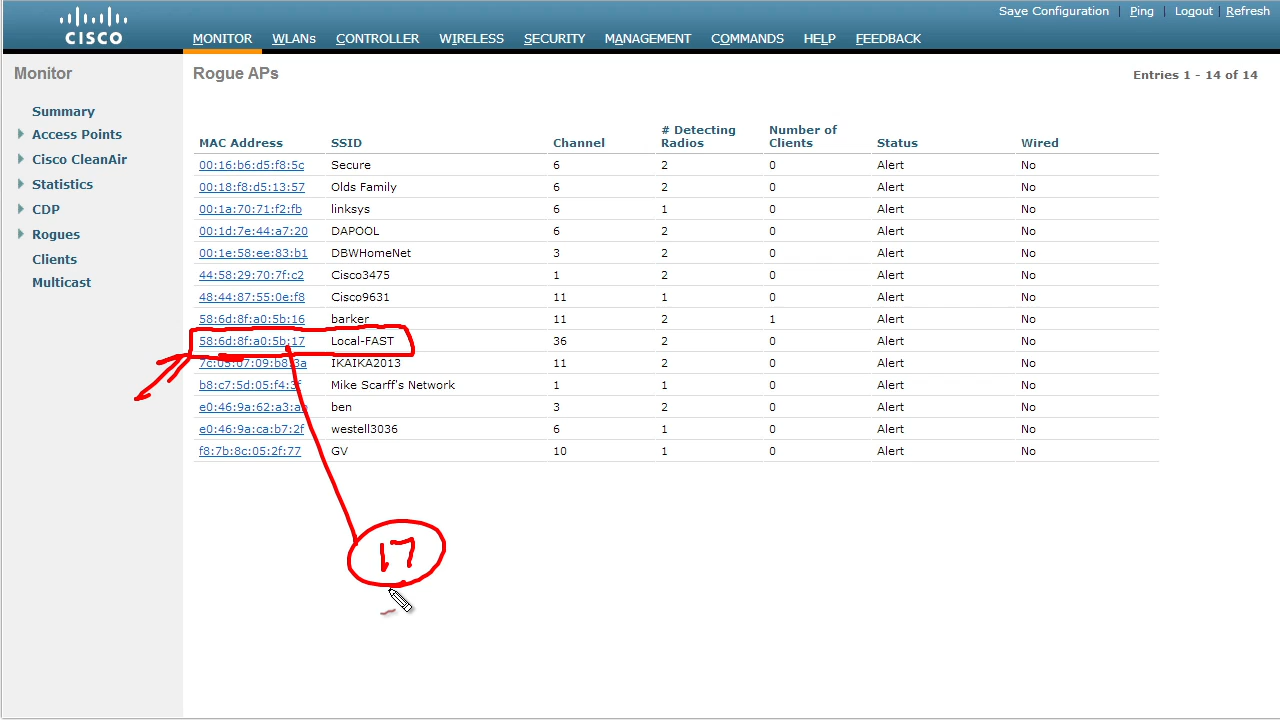 Save Configuration | Ping | Logout | Refresh
CISCO
MONITOR WLANs CONTROLLER WIRELESS SECURITY MANAGEMENT COMMANDS HELP FEEDBACK
Monitor
Summary
Access Points
Cisco CleanAir
Statistics
CDP
Rogues
Clients
Multicast
Rogue APs
Entries 1 - 14 of 14
MAC Address SSID Channel # Detecting Radios Number of Clients Status Wired
00:16:b6:d5:f8:5c Secure 6 2 0 Alert No
00:18:f8:d5:13:57 Olds Family 6 2 0 Alert No
00:1a:70:71:f2:fb linksys 6 1 0 Alert No
00:1d:7e:44:a7:20 DAPOOL 6 2 0 Alert No
00:1e:58:ee:83:b1 DBWHomeNet 3 2 0 Alert No
44:58:29:70:7f:c2 Cisco3475 1 2 0 Alert No
48:44:87:55:0e:f8 Cisco9631 11 1 0 Alert No
58:6d:8f:a0:5b:16 barker 11 2 1 Alert No
58:6d:8f:a0:5b:17 Local-FAST 36 2 0 Alert No
IKAIKA2013 11 2 0 Alert No
Mike Scarff's Network 1 1 0 Alert No
ben 3 2 0 Alert No
e0:46:9a:ca:b7:2f westell3036 6 1 0 Alert No
f8:7b:8c:05:2f:77 GV 10 1 0 Alert No
17